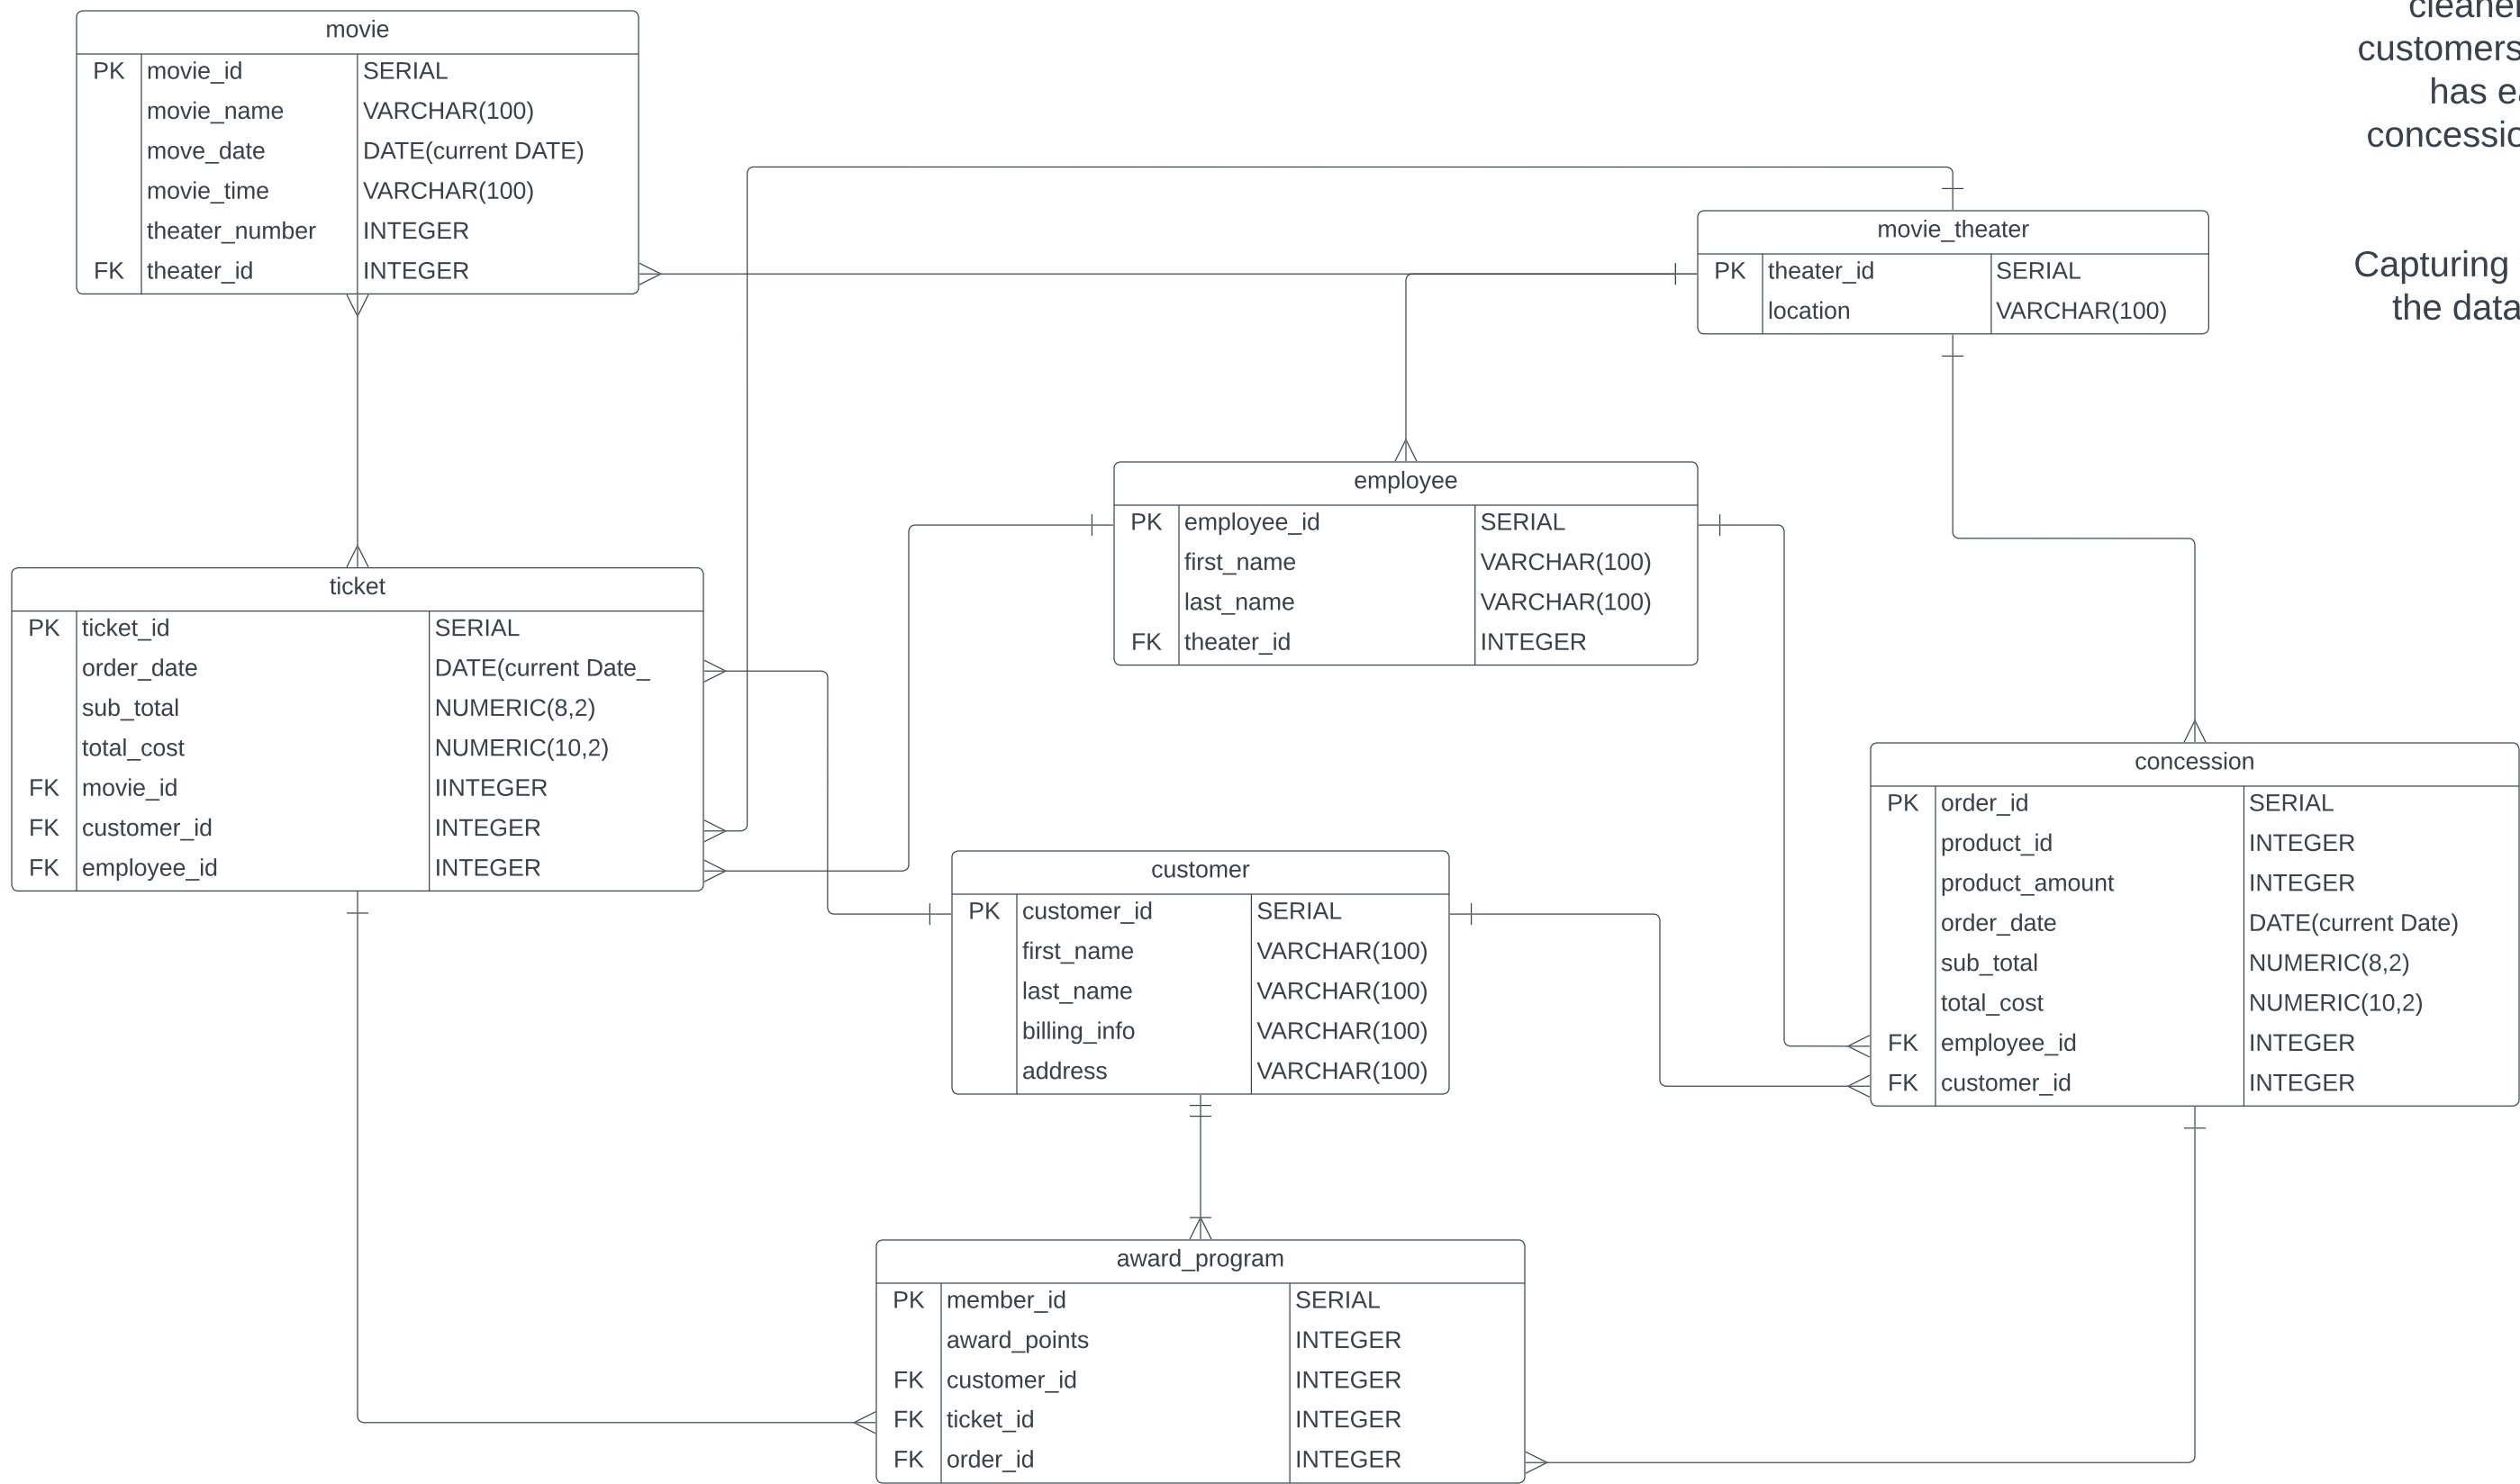 movie
PK movie_id SERIAL
movie_name VARCHAR(100)
move_date DATE(current DATE)
movie_time VARCHAR(100)
theater_number INTEGER
FK theater_id INTEGER
cleane
customers
has ea
concessio
Capturing
the data
movie_theater
PK theater_id SERIAL
location VARCHAR(100)
employee
PK employee_id SERIAL
first_name VARCHAR(100)
last_name VARCHAR(100)
FK theater_id INTEGER
ticket
PK ticket_id SERIAL
order_date DATE(current Date_
sub_total NUMERIC(8,2)
total_cost NUMERIC(10,2)
FK movie_id IINTEGER
FK customer_id INTEGER
FK employee_id INTEGER
concession
PK order_id SERIAL
product_id INTEGER
product_amount INTEGER
order_date DATE(current Date)
sub_total NUMERIC(8,2)
total_cost NUMERIC(10,2)
FK employee_id INTEGER
FK customer_id INTEGER
customer
PK customer_id SERIAL
first_name VARCHAR(100)
last_name VARCHAR(100)
billing_info VARCHAR(100)
address VARCHAR(100)
award_program
PK member_id SERIAL
award_points INTEGER
FK customer_id INTEGER
FK ticket_id INTEGER
FK order_id INTEGER